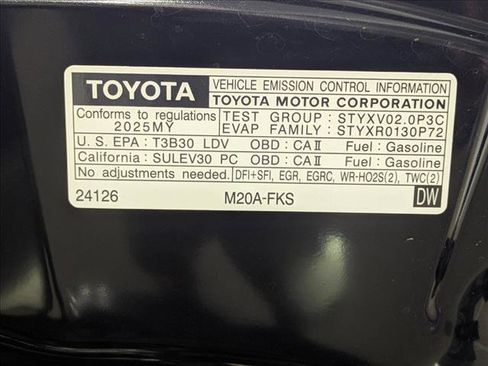 TOYOTA
VEHICLE EMISSION CONTROL INFORMATION
TOYOTA MOTOR CORPORATION
Conforms to regulations
2025MY
TEST GROUP : STYXV02.0P3C
EVAP FAMILY : STYXR0130P72
U.S. EPA : T3B30 LDV OBD : CAⅡ Fuel : Gasoline
California : SULEV30 PC OBD : CAⅡ Fuel : Gasoline
No adjustments needed. DFI+SFI, EGR, EGRC, WR-HO2S(2), TWC(2)
24126 M20A-FKS DW